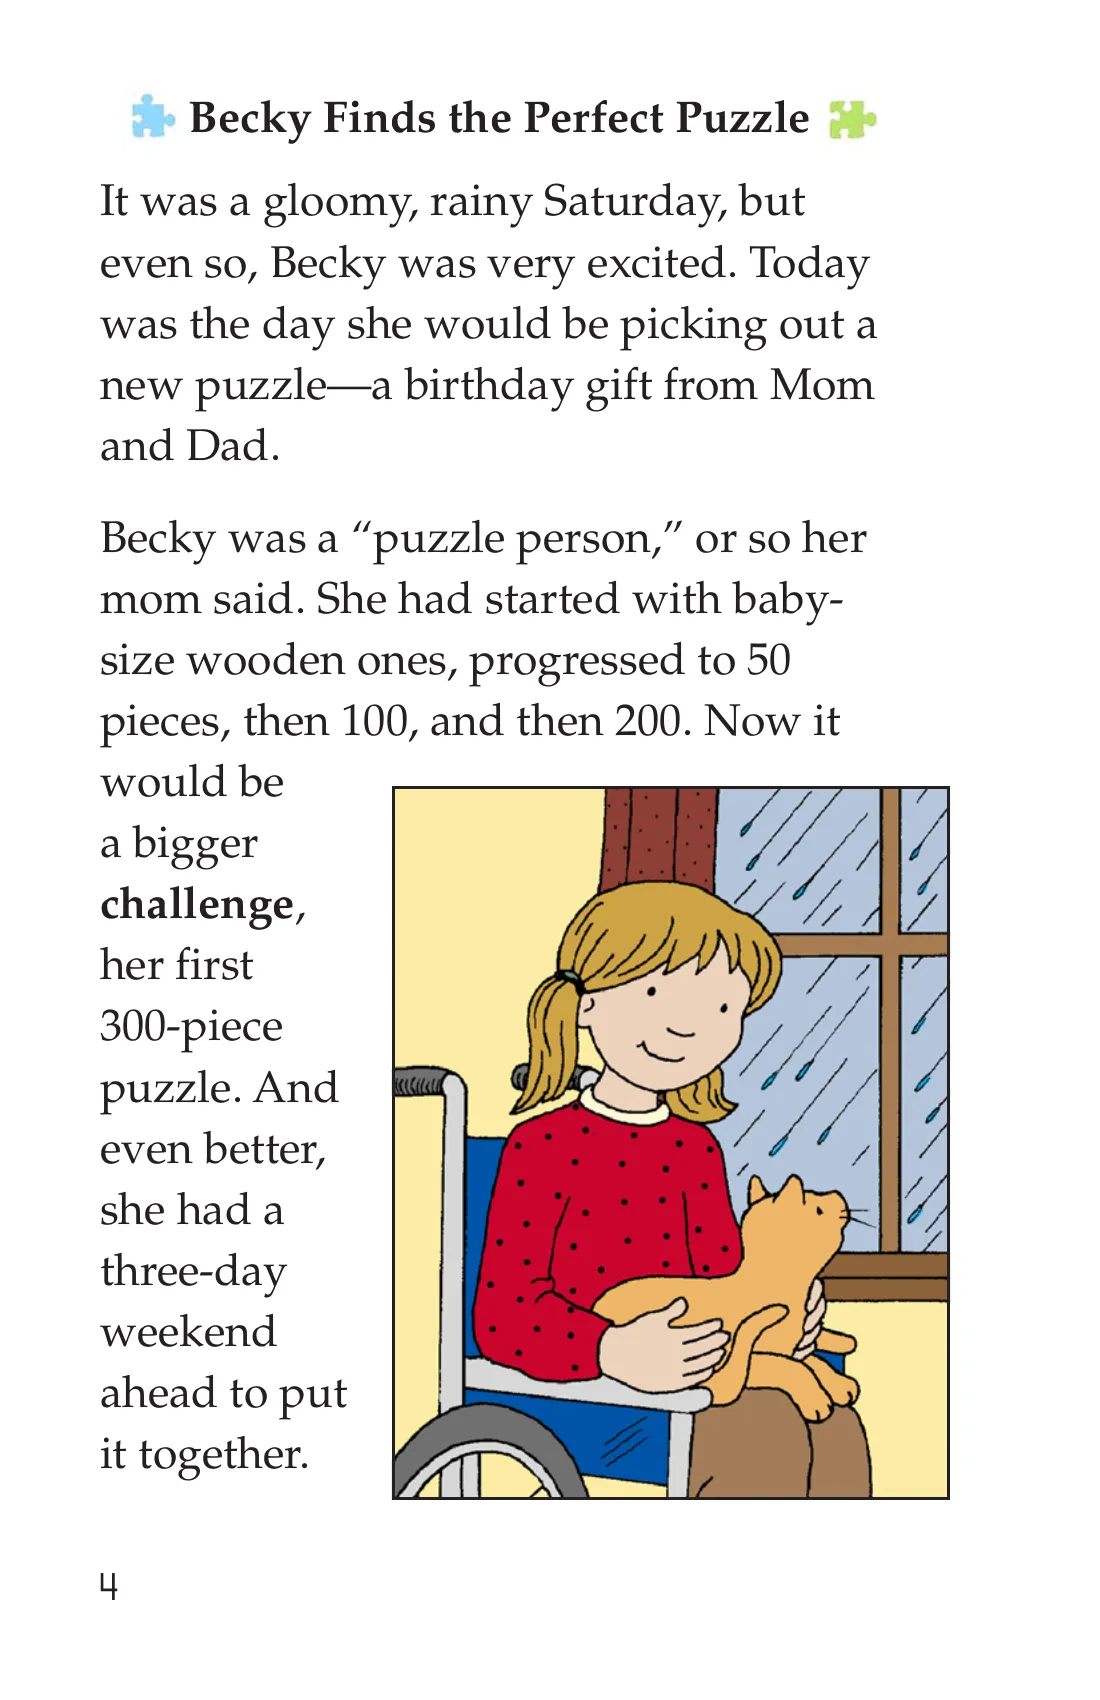 Becky Finds the Perfect Puzzle
It was a gloomy, rainy Saturday, but
even so, Becky was very excited. Today
was the day she would be picking out a
new puzzle—a birthday gift from Mom
and Dad.
Becky was a “puzzle person,” or so her
mom said. She had started with baby-
size wooden ones, progressed to 50
pieces, then 100, and then 200. Now it
would be
a bigger
challenge,
her first
300-piece
puzzle. And
even better,
she had a
three-day
weekend
ahead to put
it together.
4